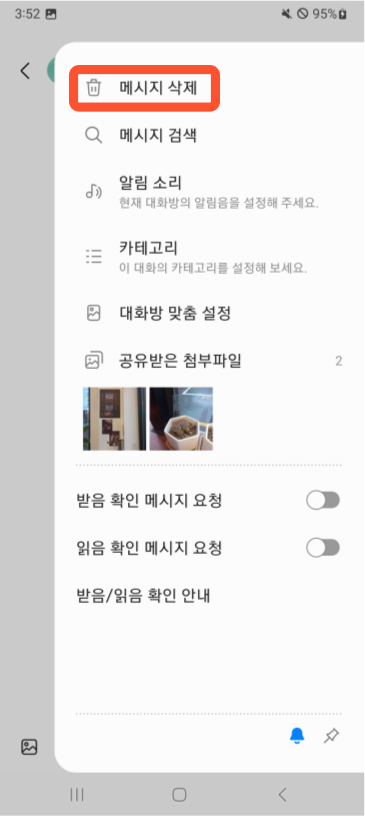 3:52 95%
메시지 삭제
메시지 검색
알림 소리
현재 대화방의 알림음을 설정해 주세요.
카테고리
이 대화의 카테고리를 설정해 보세요.
대화방 맞춤 설정
공유받은 첨부파일 2
받음 확인 메시지 요청
읽음 확인 메시지 요청
받음/읽음 확인 안내